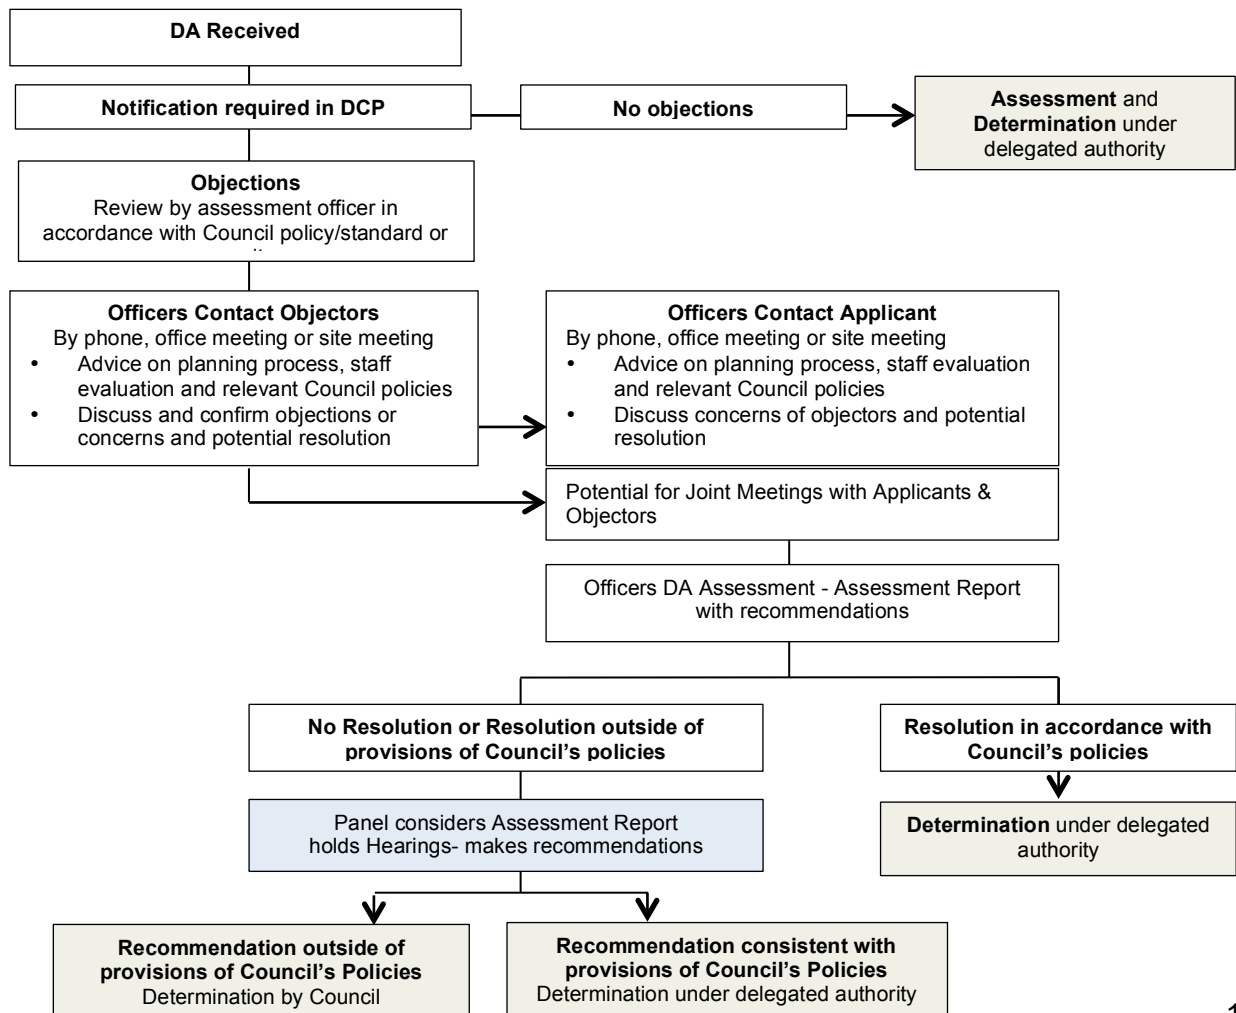 DA Received
Notification required in DCP
No objections
Assessment and
Determination under
delegated authority
Objections
Review by assessment officer in
accordance with Council policy/standard or
Officers Contact Objectors
By phone, office meeting or site meeting
• Advice on planning process, staff
evaluation and relevant Council policies
• Discuss and confirm objections or
concerns and potential resolution
Officers Contact Applicant
By phone, office meeting or site meeting
• Advice on planning process, staff evaluation
and relevant Council policies
• Discuss concerns of objectors and potential
resolution
Potential for Joint Meetings with Applicants &
Objectors
Officers DA Assessment - Assessment Report
with recommendations
No Resolution or Resolution outside of
provisions of Council's policies
Resolution in accordance with
Council's policies
Panel considers Assessment Report
holds Hearings- makes recommendations
Determination under delegated
authority
Recommendation outside of
provisions of Council's Policies
Determination by Council
Recommendation consistent with
provisions of Council's Policies
Determination under delegated authority